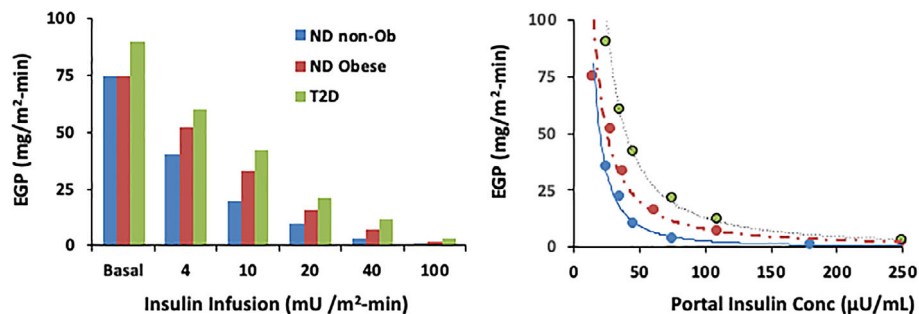 100
75
50
25
0
EGP (mg/m²-min)
ND non-Ob
ND Obese
T2D
Basal 4 10 20 40 100
Insulin Infusion (mU /m²-min)
100
75
50
25
0
EGP (mg/m²-min)
0 50 100 150 200 250
Portal Insulin Conc (µU/mL)